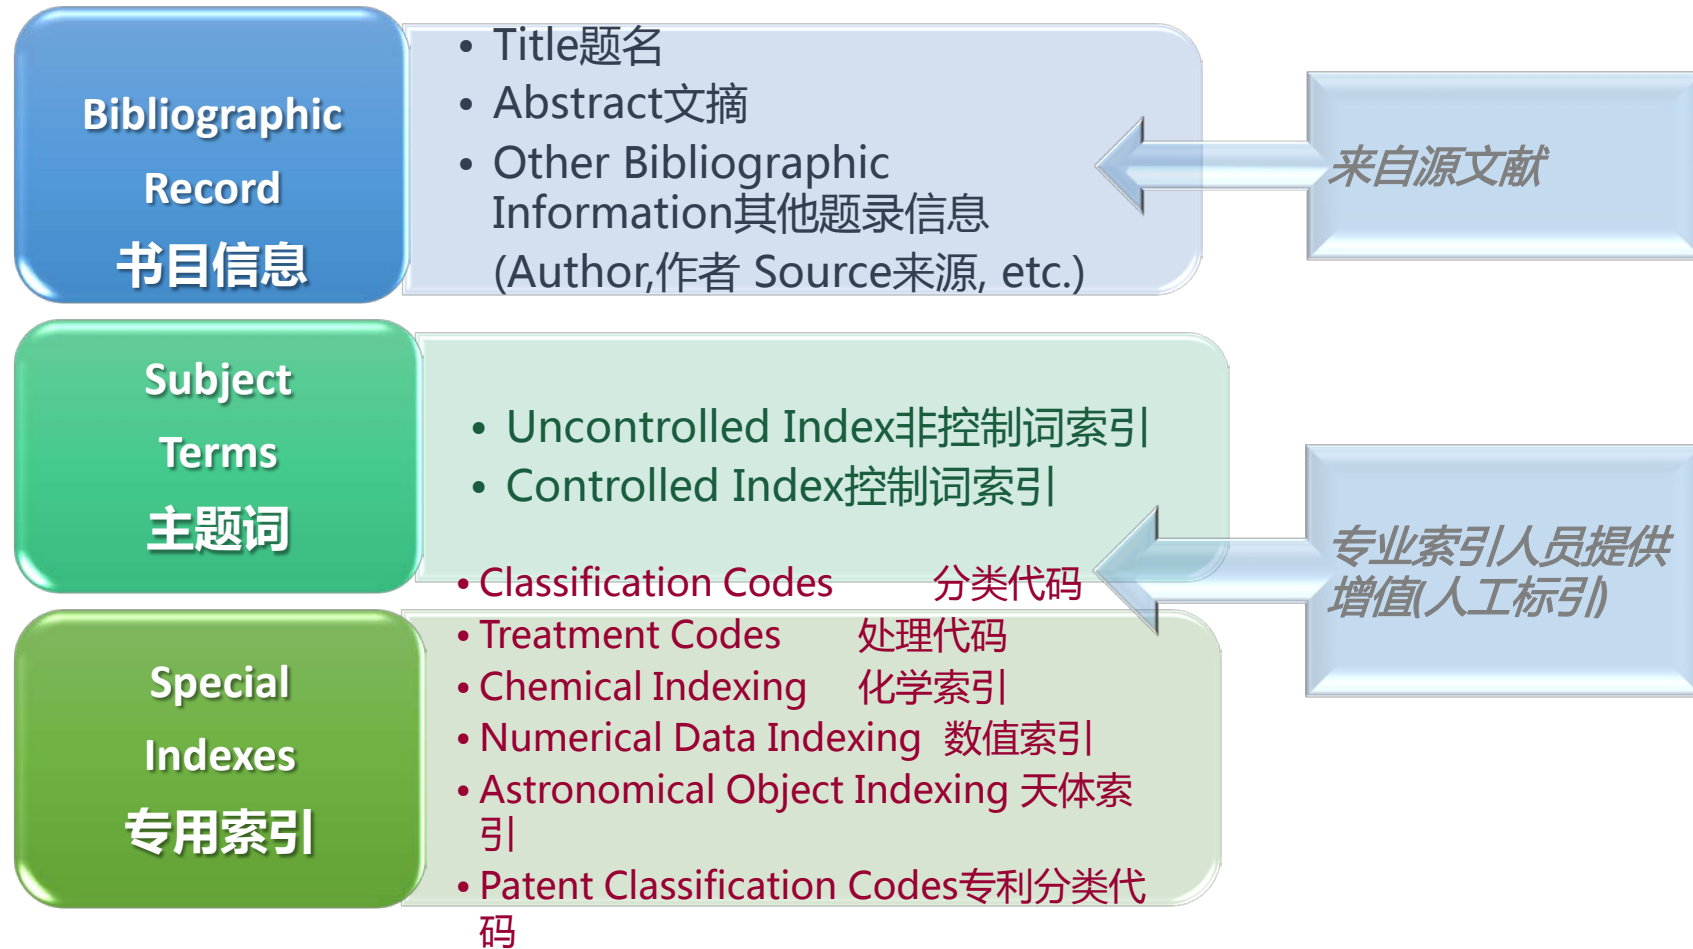 Bibliographic
Record
书目信息
• Title题名
• Abstract文摘
• Other Bibliographic
Information其他题录信息
(Author,作者 Source来源, etc.)
来自源文献
Subject
Terms
主题词
• Uncontrolled Index非控制词索引
• Controlled Index控制词索引
专业索引人员提供
增值(人工标引)
Special
Indexes
专用索引
• Classification Codes 分类代码
• Treatment Codes 处理代码
• Chemical Indexing 化学索引
• Numerical Data Indexing 数值索引
• Astronomical Object Indexing 天体索
引
• Patent Classification Codes专利分类代
码